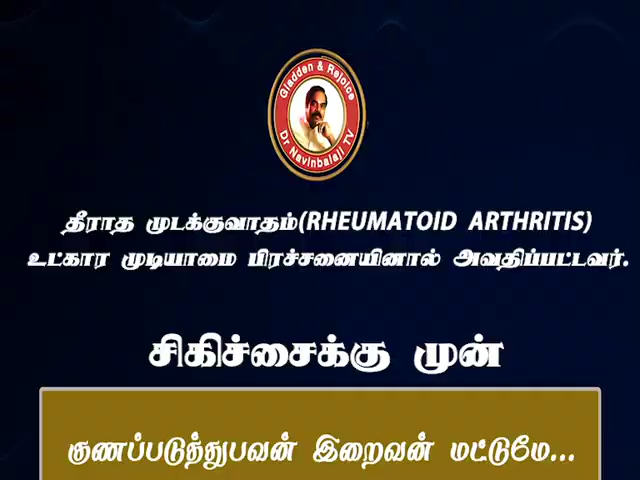 Gladden & Rejoice
Dr Navinbalaji TV
தீராத முடக்குவாதம்(RHEUMATOID ARTHRITIS)
உட்கார முடியாமை பிரச்சனையினால் அவதிப்பட்டவர்.
சிகிச்சைக்கு முன்
குணப்படுத்துபவன் இறைவன் மட்டுமே...